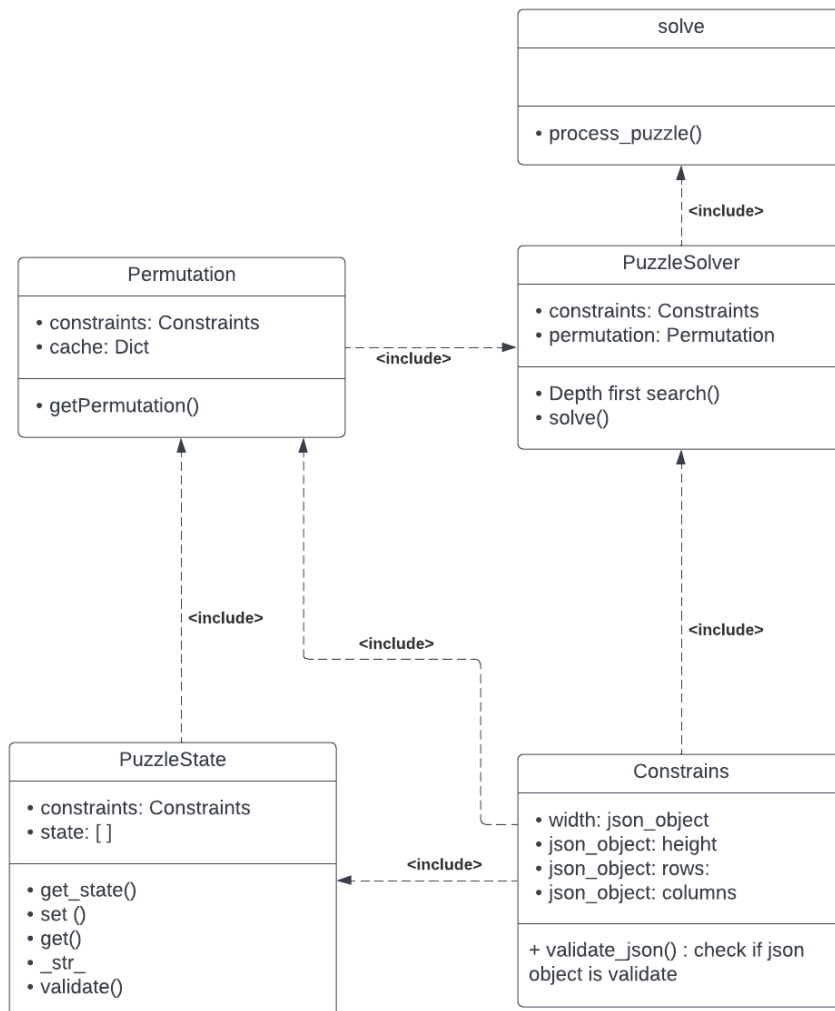 solve
• process_puzzle()
<include>
Permutation
• constraints: Constraints
• cache: Dict
• getPermutation()
<include>
PuzzleSolver
• constraints: Constraints
• permutation: Permutation
• Depth first search()
• solve()
<include>
<include>
<include>
PuzzleState
• constraints: Constraints
• state: [ ]
• get_state()
• set ()
• get()
• _str_
• validate()
<include>
Constrains
• width: json_object
• json_object: height
• json_object: rows:
• json_object: columns
+ validate_json() : check if json
object is validate